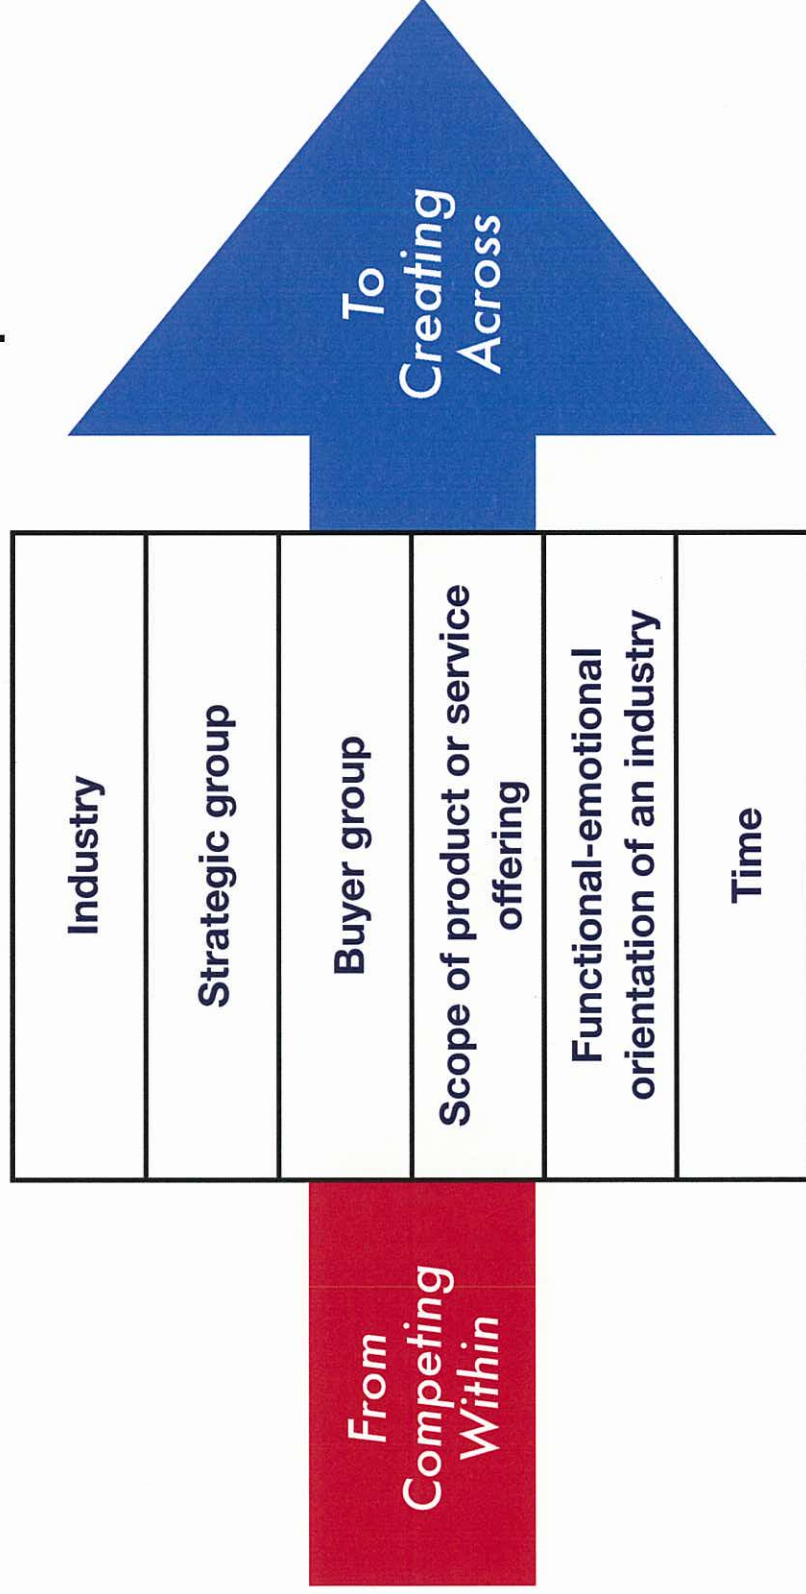 From
Competing
Within
Industry
Strategic group
Buyer group
Scope of product or service
offering
Functional-emotional
orientation of an industry
Time
To
Creating
Across